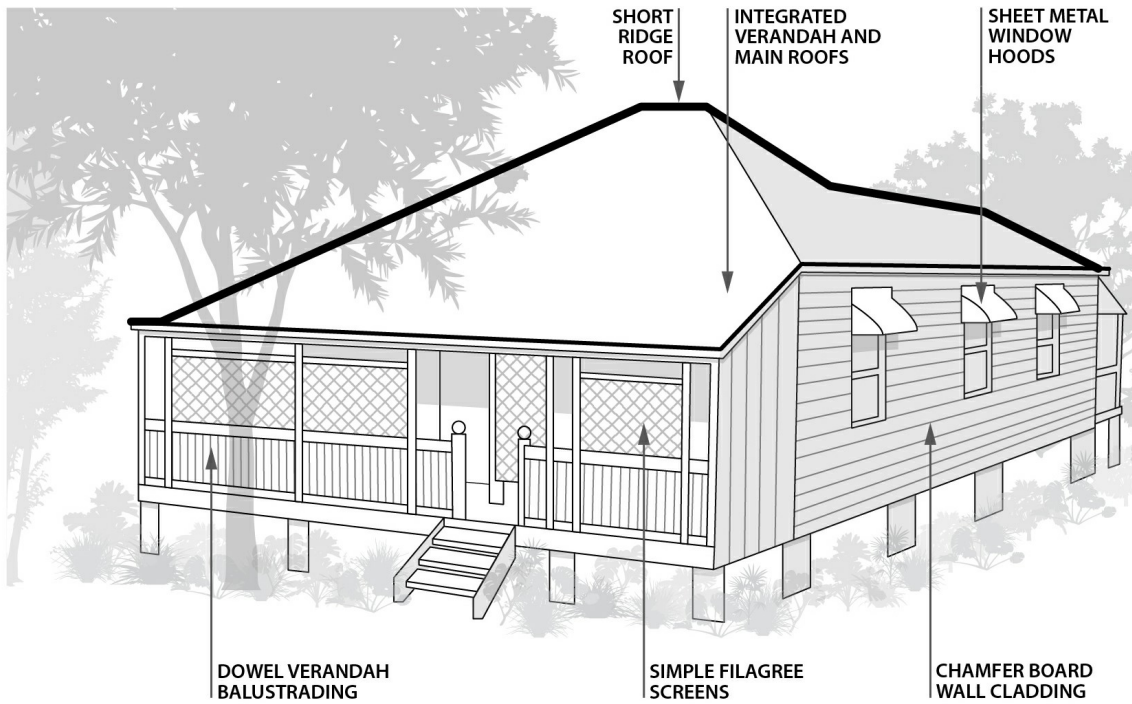 SHORT
RIDGE
ROOF
INTEGRATED
VERANDAH AND
MAIN ROOFS
SHEET METAL
WINDOW
HOODS
DOWEL VERANDAH
BALUSTRADING
SIMPLE FILAGREE
SCREENS
CHAMFER BOARD
WALL CLADDING